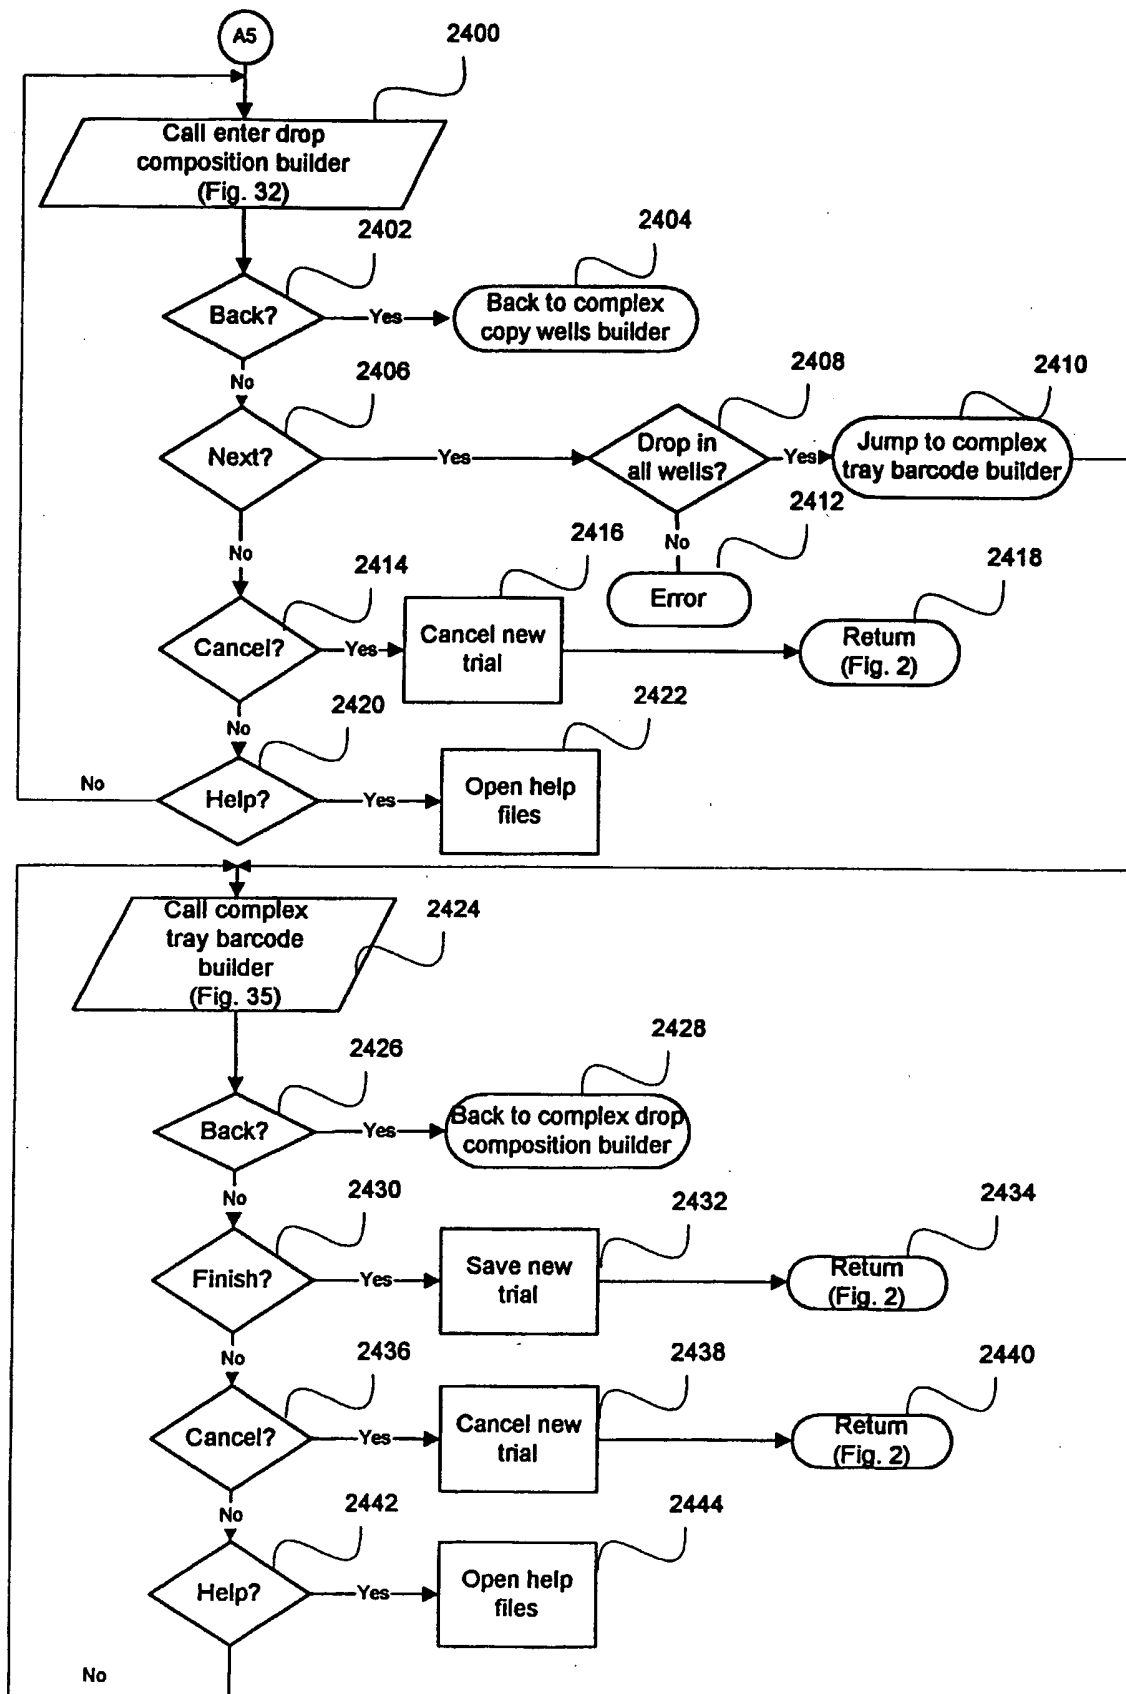 A5
2400
Call enter drop
composition builder
(Fig. 32)
2402
2404
Back?
Yes
Back to complex
copy wells builder
No
2406
2408
2410
Next?
Yes
Drop in
all wells?
Yes
Jump to complex
tray barcode builder
No
2412
Error
No
2414
2416
2418
Cancel?
Yes
Cancel new
trial
Return
(Fig. 2)
No
2420
2422
No
Help?
Yes
Open help
files
Call complex
tray barcode
builder
(Fig. 35)
2424
2426
2428
Back?
Yes
Back to complex drop
composition builder
No
2430
2432
2434
Finish?
Yes
Save new
trial
Return
(Fig. 2)
No
2436
2438
2440
Cancel?
Yes
Cancel new
trial
Return
(Fig. 2)
No
2442
2444
Help?
Yes
Open help
files
No